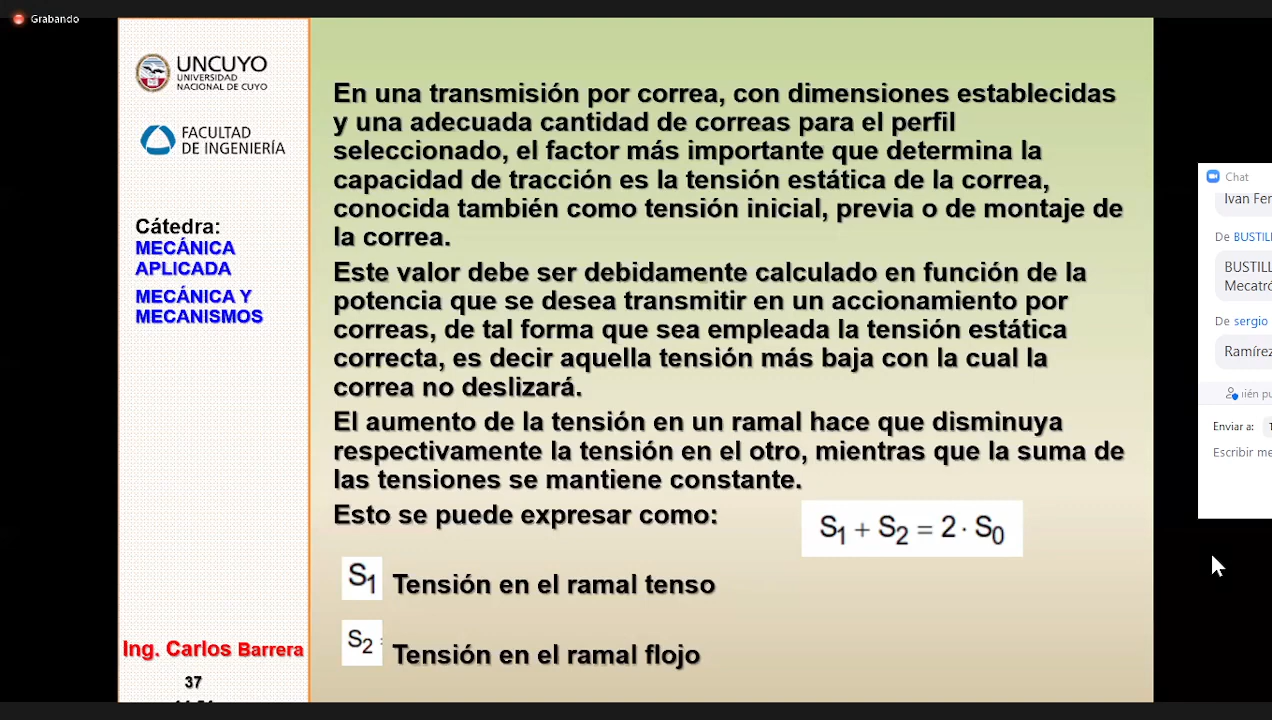 Grabando
UNCUYO
UNIVERSIDAD
NACIONAL DE CUYO
FACULTAD
DE INGENIERÍA
Cátedra:
MECÁNICA
APLICADA
MECÁNICA Y
MECANISMOS
Ing. Carlos Barrera
37
En una transmisión por correa, con dimensiones establecidas
y una adecuada cantidad de correas para el perfil
seleccionado, el factor más importante que determina la
capacidad de tracción es la tensión estática de la correa,
conocida también como tensión inicial, previa o de montaje de
la correa.
Este valor debe ser debidamente calculado en función de la
potencia que se desea transmitir en un accionamiento por
correas, de tal forma que sea empleada la tensión estática
correcta, es decir aquella tensión más baja con la cual la
correa no deslizará.
El aumento de la tensión en un ramal hace que disminuya
respectivamente la tensión en el otro, mientras que la suma de
las tensiones se mantiene constante.
Esto se puede expresar como:
S₁ + S₂ = 2 · S₀
S₁ Tensión en el ramal tenso
S₂ Tensión en el ramal flojo
Chat
Ivan Fer
De BUSTILL
BUSTILL
Mecatró
De sergio
Ramírez
Enviar a:
Escribir me